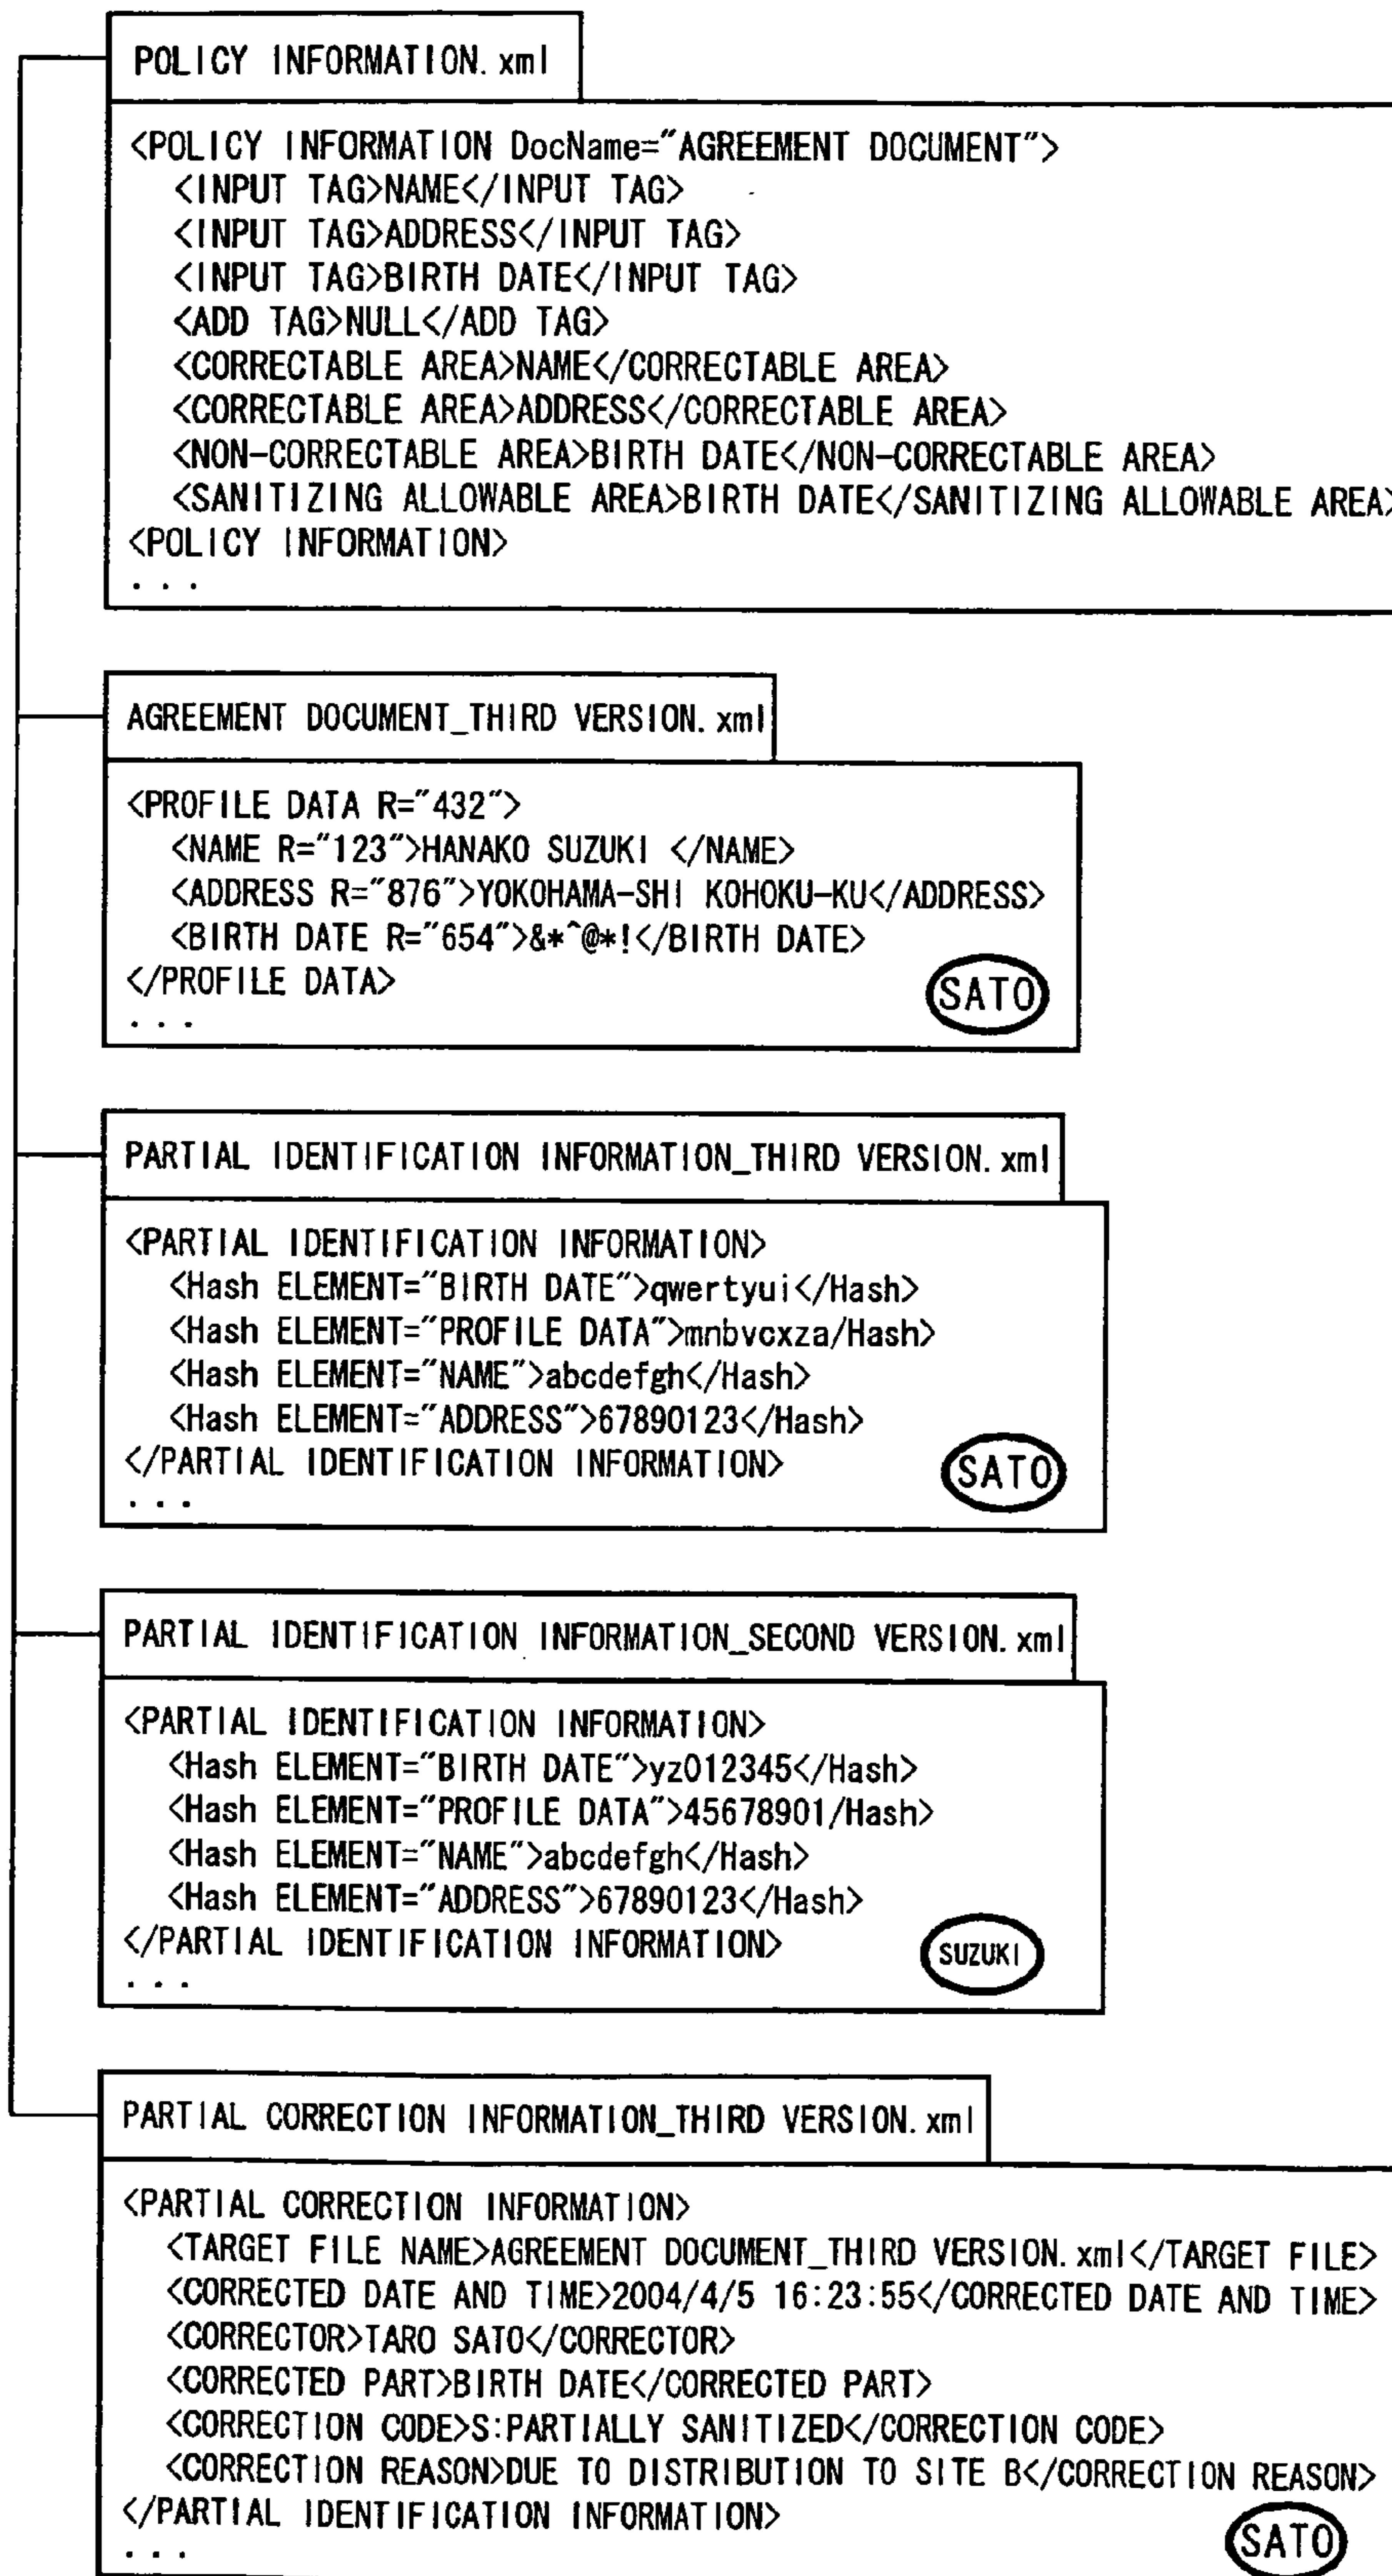 POLICY INFORMATION.xml
<POLICY INFORMATION DocName="AGREEMENT DOCUMENT">
<INPUT TAG>NAME</INPUT TAG>
<INPUT TAG>ADDRESS</INPUT TAG>
<INPUT TAG>BIRTH DATE</INPUT TAG>
<ADD TAG>NULL</ADD TAG>
<CORRECTABLE AREA>NAME</CORRECTABLE AREA>
<CORRECTABLE AREA>ADDRESS</CORRECTABLE AREA>
<NON-CORRECTABLE AREA>BIRTH DATE</NON-CORRECTABLE AREA>
<SANITIZING ALLOWABLE AREA>BIRTH DATE</SANITIZING ALLOWABLE AREA>
<POLICY INFORMATION>
...
AGREEMENT DOCUMENT_THIRD VERSION.xml
<PROFILE DATA R="432">
<NAME R="123">HANAKO SUZUKI </NAME>
<ADDRESS R="876">YOKOHAMA-SHI KOHOKU-KU</ADDRESS>
<BIRTH DATE R="654">&*^@*!</BIRTH DATE>
</PROFILE DATA>
SATO
...
PARTIAL IDENTIFICATION INFORMATION_THIRD VERSION.xml
<PARTIAL IDENTIFICATION INFORMATION>
<Hash ELEMENT="BIRTH DATE">qwertyui</Hash>
<Hash ELEMENT="PROFILE DATA">mnbvcxza/Hash>
<Hash ELEMENT="NAME">abcdefgh</Hash>
<Hash ELEMENT="ADDRESS">67890123</Hash>
</PARTIAL IDENTIFICATION INFORMATION>
SATO
...
PARTIAL IDENTIFICATION INFORMATION_SECOND VERSION.xml
<PARTIAL IDENTIFICATION INFORMATION>
<Hash ELEMENT="BIRTH DATE">yz012345</Hash>
<Hash ELEMENT="PROFILE DATA">45678901/Hash>
<Hash ELEMENT="NAME">abcdefgh</Hash>
<Hash ELEMENT="ADDRESS">67890123</Hash>
</PARTIAL IDENTIFICATION INFORMATION>
SUZUKI
...
PARTIAL CORRECTION INFORMATION_THIRD VERSION.xml
<PARTIAL CORRECTION INFORMATION>
<TARGET FILE NAME>AGREEMENT DOCUMENT_THIRD VERSION.xml</TARGET FILE>
<CORRECTED DATE AND TIME>2004/4/5 16:23:55</CORRECTED DATE AND TIME>
<CORRECTOR>TARO SATO</CORRECTOR>
<CORRECTED PART>BIRTH DATE</CORRECTED PART>
<CORRECTION CODE>S:PARTIALLY SANITIZED</CORRECTION CODE>
<CORRECTION REASON>DUE TO DISTRIBUTION TO SITE B</CORRECTION REASON>
</PARTIAL IDENTIFICATION INFORMATION>
SATO
...